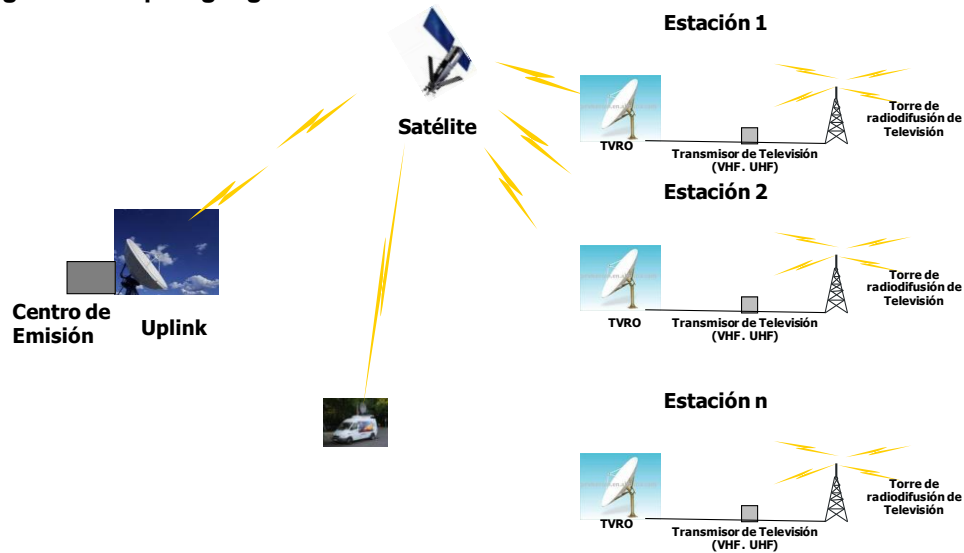 Estación 1
Satélite
TVRO
Transmisor de Televisión
(VHF. UHF)
Torre de
radiodifusión de
Televisión
Estación 2
Centro de
Emisión
Uplink
TVRO
Transmisor de Televisión
(VHF. UHF)
Torre de
radiodifusión de
Televisión
Estación n
TVRO
Transmisor de Televisión
(VHF. UHF)
Torre de
radiodifusión de
Televisión